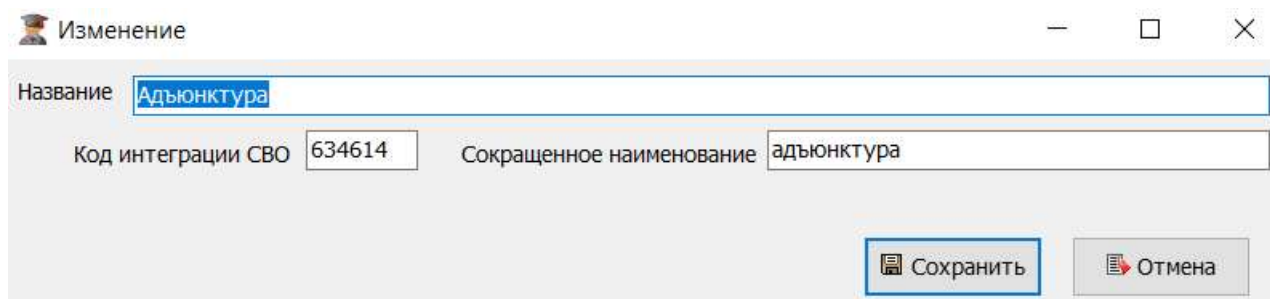 Изменение
Название Адъюнктура
Код интеграции СВО 634614 Сокращенное наименование адъюнктура
Сохранить Отмена